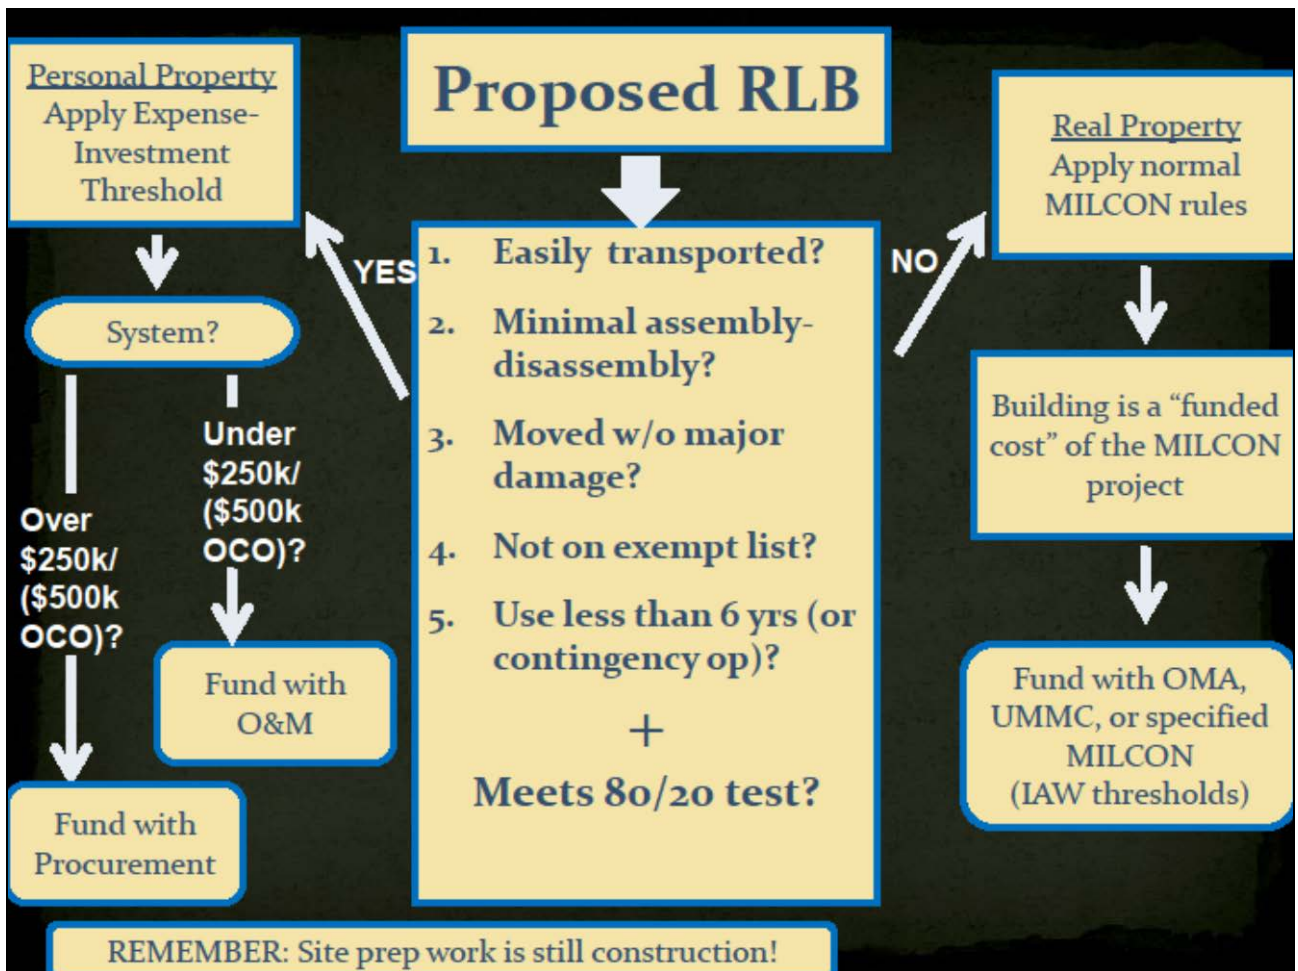 Proposed RLB
Personal Property
Apply Expense-
Investment
Threshold
System?
Over
$250k/
($500k
OCO)?
Under
$250k/
($500k
OCO)?
Fund with
O&M
Fund with
Procurement
YES
1. Easily transported?
2. Minimal assembly-
disassembly?
3. Moved w/o major
damage?
4. Not on exempt list?
5. Use less than 6 yrs (or
contingency op)?
+
Meets 80/20 test?
NO
Real Property
Apply normal
MILCON rules
Building is a “funded
cost” of the MILCON
project
Fund with OMA,
UMMC, or specified
MILCON
(IAW thresholds)
REMEMBER: Site prep work is still construction!